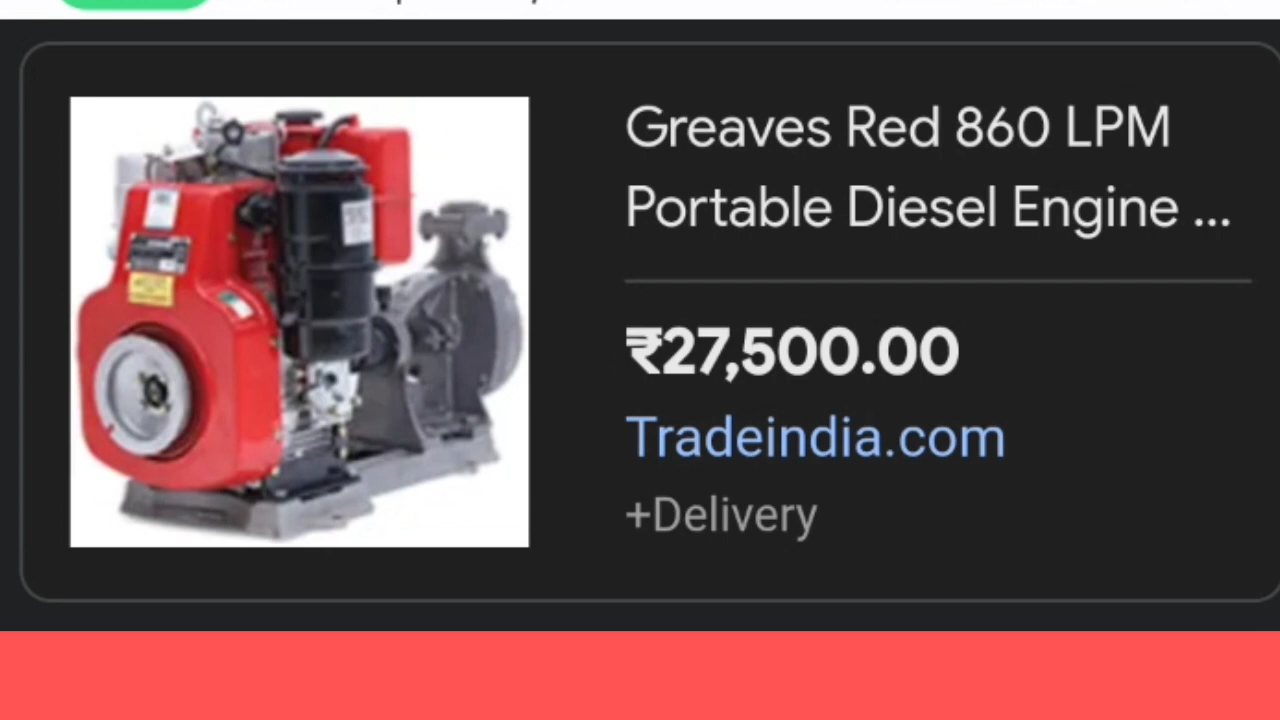 Greaves Red 860 LPM
Portable Diesel Engine ...
₹27,500.00
Tradeindia.com
+Delivery